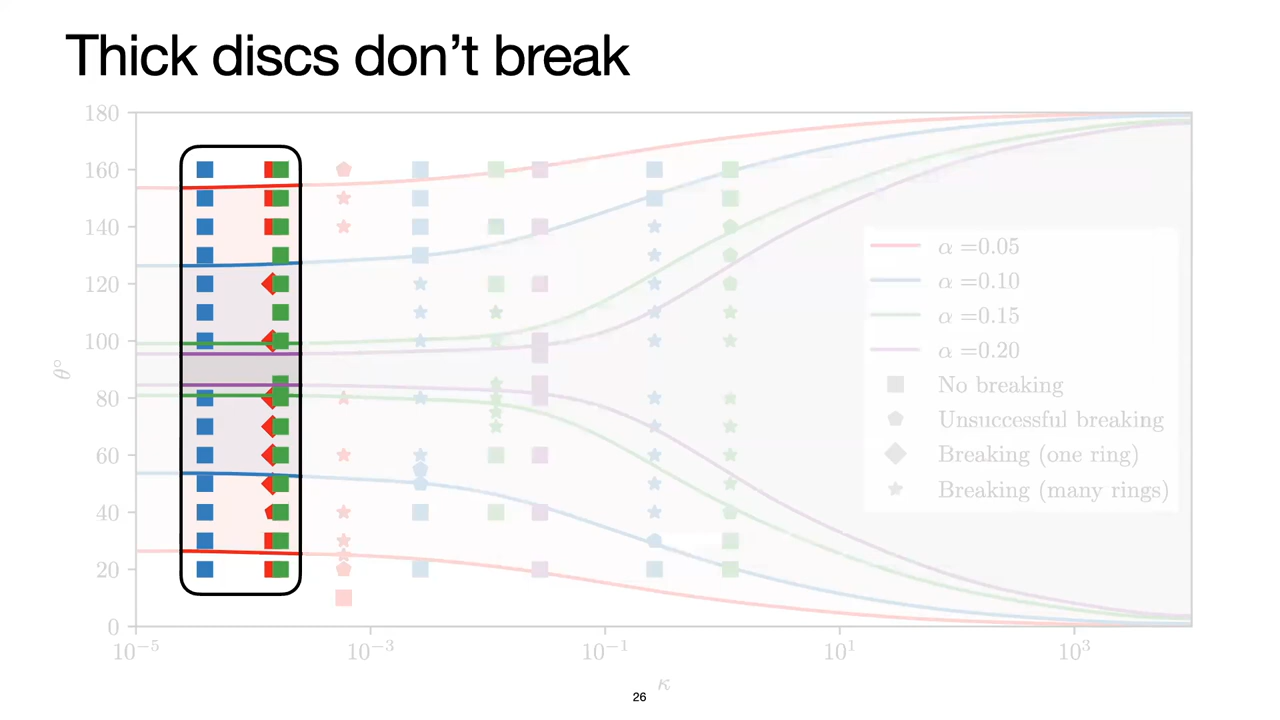 Thick discs don’t break
180
160
140
120
100
80
60
40
20
0
θ°
10⁻⁵
10⁻³
10⁻¹
10¹
10³
κ
α =0.05
α =0.10
α =0.15
α =0.20
No breaking
Unsuccessful breaking
Breaking (one ring)
Breaking (many rings)
26